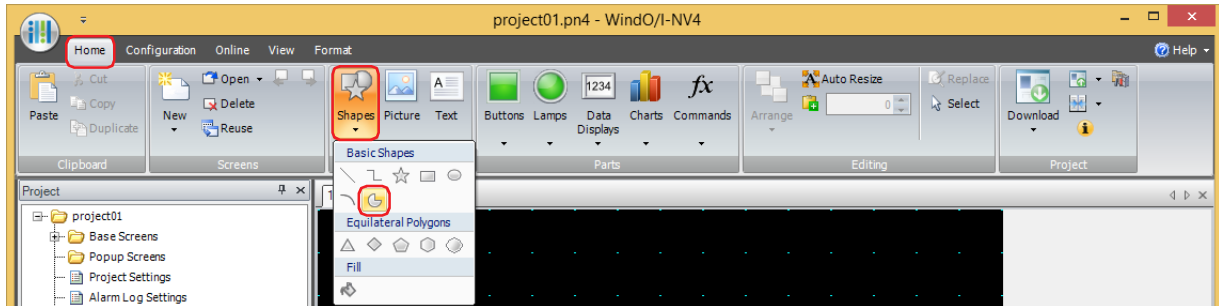 project01.pn4 - WindO/I-NV4
Home Configuration Online View Format Help
Paste
Cut
Copy
Duplicate
Clipboard
New
Open
Delete
Reuse
Screens
Shapes Picture Text
Buttons Lamps Data Displays Charts Commands
1234
fx
Parts
Arrange
Auto Resize
0
Replace
Select
Editing
Download
Project
Basic Shapes
Equilateral Polygons
Fill
Project
project01
Base Screens
Popup Screens
Project Settings
Alarm Log Settings